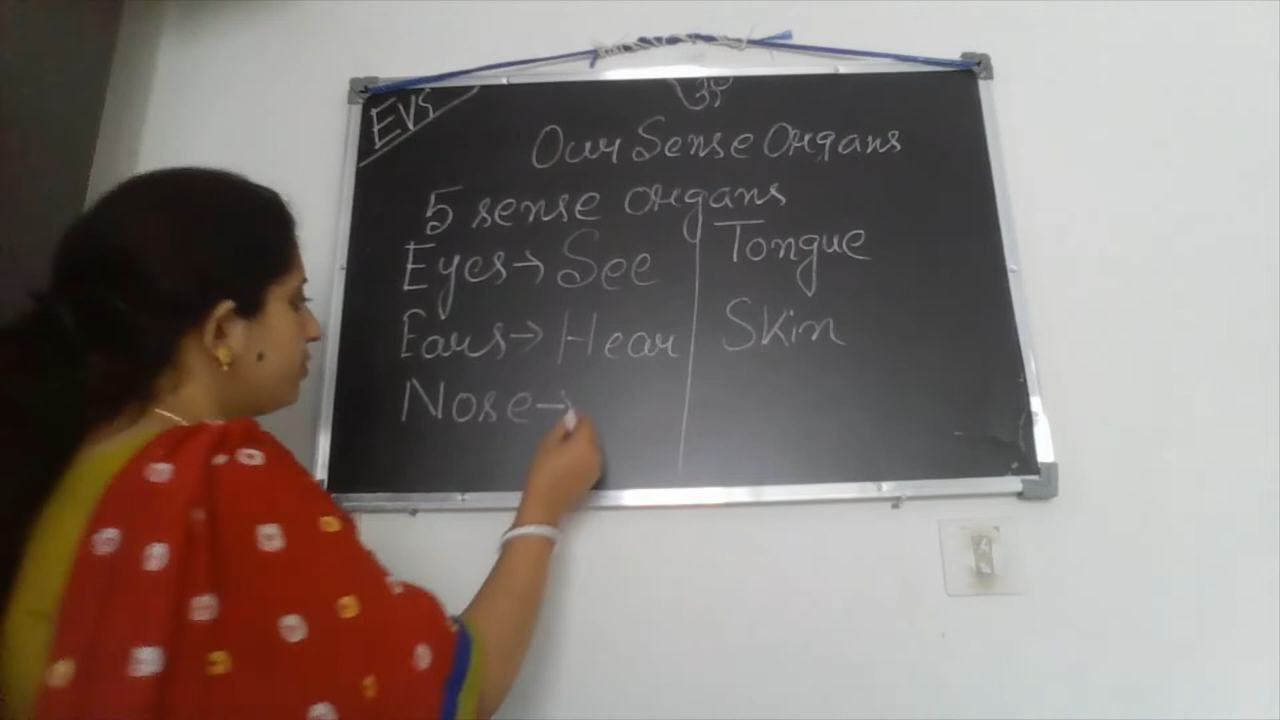 EVS
ॐ
Our Sense Organs
5 sense organs
Eyes → See
Ears → Hear
Nose →
Tongue
Skin